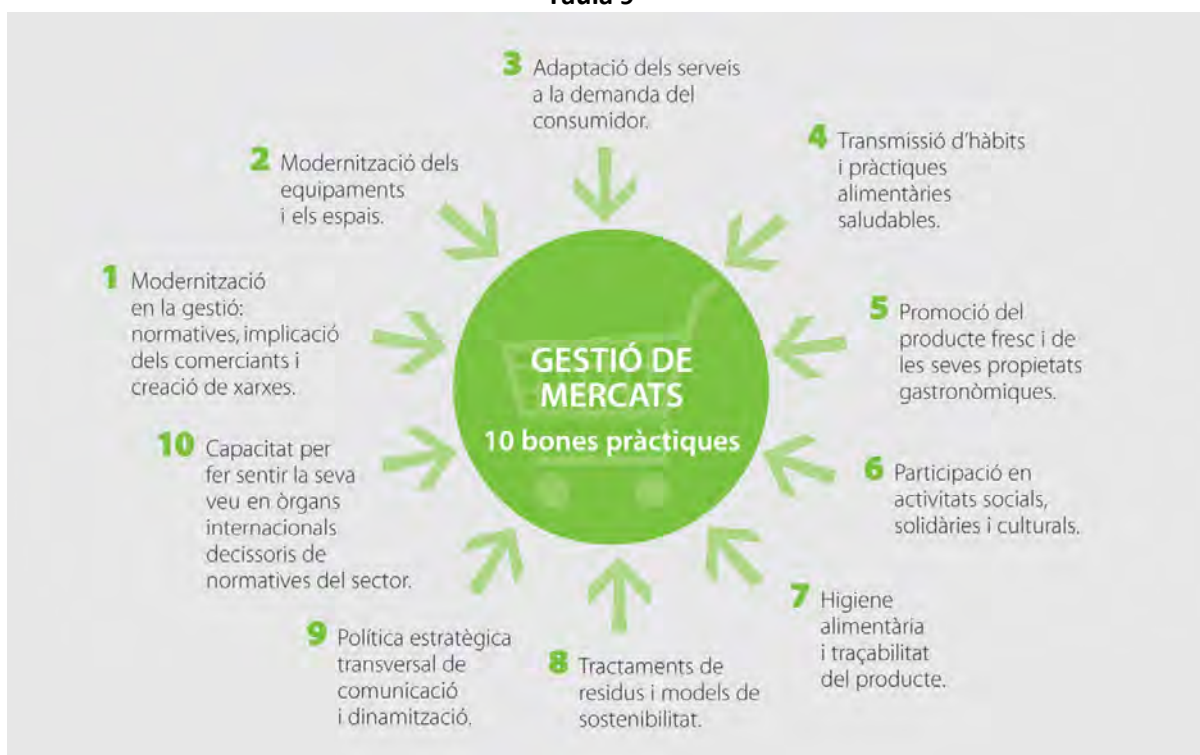 3 Adaptació dels serveis
a la demanda del
consumidor.
4 Transmissió d'hàbits
i pràctiques
alimentàries
saludables.
2 Modernització dels
equipaments
i els espais.
1 Modernització
en la gestió:
normatives, implicació
dels comerciants i
creació de xarxes.
5 Promoció del
producte fresc i de
les seves propietats
gastronòmiques.
GESTIÓ DE
MERCATS
10 bones pràctiques
10 Capacitat per
fer sentir la seva
veu en òrgans
internacionals
decissoris de
normatives del sector.
6 Participació en
activitats socials,
solidàries i culturals.
7 Higiene
alimentària
i traçabilitat
del producte.
9 Política estratègica
transversal de
comunicació
i dinamització.
8 Tractaments de
residus i models de
sostenibilitat.